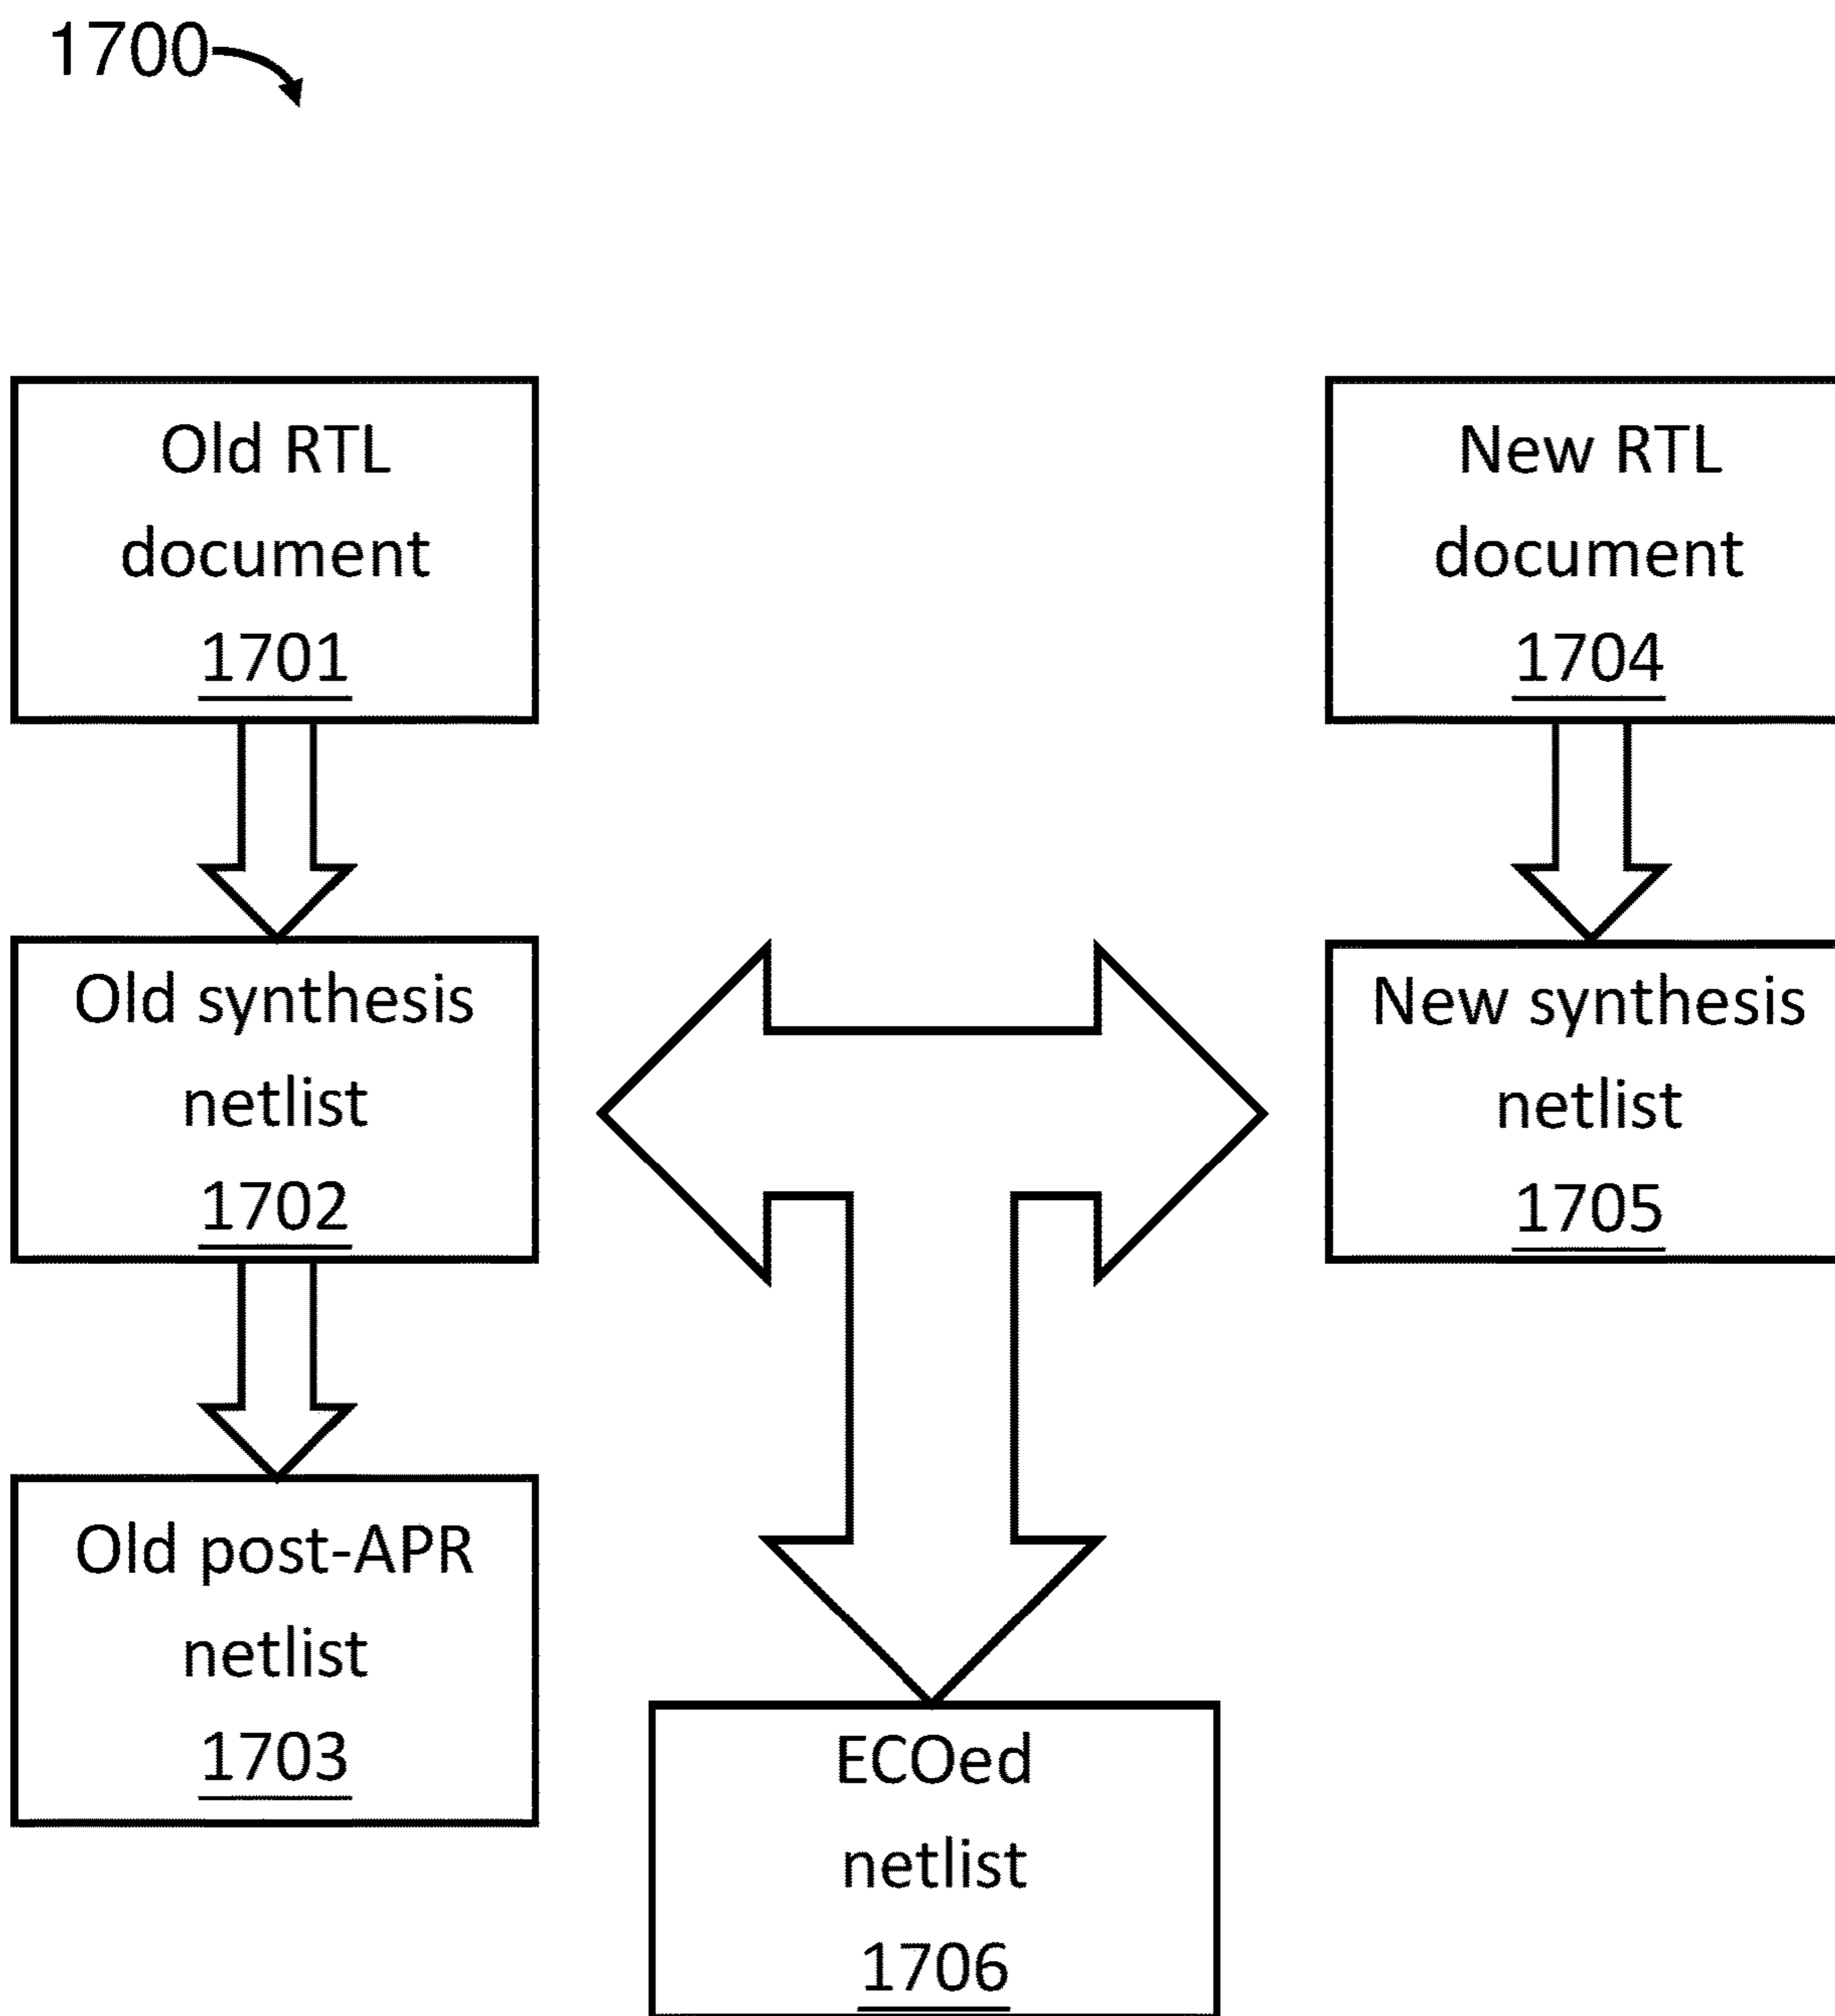 1700
Old RTL
document
1701
New RTL
document
1704
Old synthesis
netlist
1702
New synthesis
netlist
1705
Old post-APR
netlist
1703
ECOed
netlist
1706